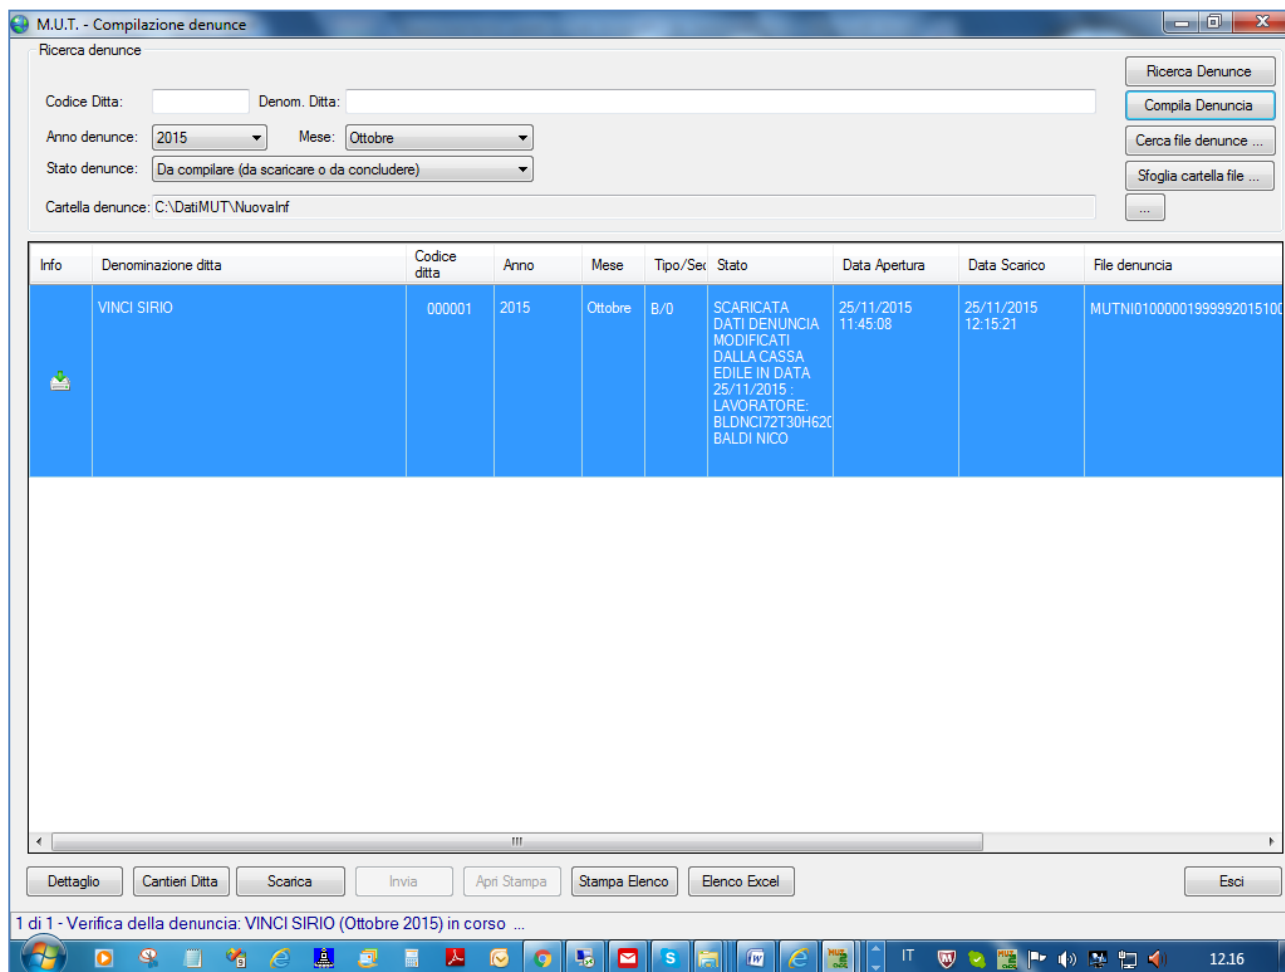 M.U.T. - Compilazione denunce
Ricerca denunce
Ricerca Denunce
Codice Ditta:
Denom. Ditta:
Compila Denuncia
Anno denunce:
2015
Mese:
Ottobre
Cerca file denunce ...
Stato denunce:
Da compilare (da scaricare o da concludere)
Sfoglia cartella file ...
Cartella denunce:
C:\DatiMUT\NuovaInf
...
Info
Denominazione ditta
Codice
ditta
Anno
Mese
Tipo/Sec
Stato
Data Apertura
Data Scarico
File denuncia
VINCI SIRIO
000001
2015
Ottobre
B/0
SCARICATA
DATI DENUNCIA
MODIFICATI
DALLA CASSA
EDILE IN DATA
25/11/2015 :
LAVORATORE:
BLDNCI72T30H620
BALDI NICO
25/11/2015
11:45:08
25/11/2015
12:15:21
MUTNI01000001999992015100
Dettaglio
Cantieri Ditta
Scarica
Invia
Apri Stampa
Stampa Elenco
Elenco Excel
Esci
1 di 1 - Verifica della denuncia: VINCI SIRIO (Ottobre 2015) in corso ...
IT
12.16